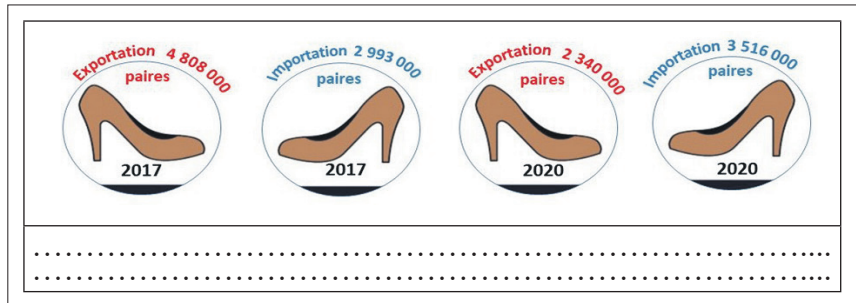 Exportation 4 808 000
paires
2017
Importation 2 993 000
paires
2017
Exportation 2 340 000
paires
2020
Importation 3 516 000
paires
2020